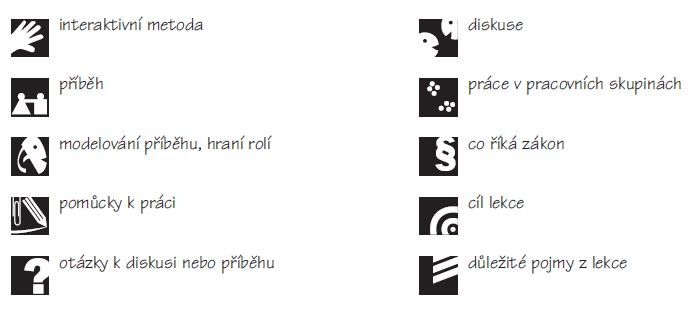 interaktivní metoda
příběh
modelování příběhu, hraní rolí
pomůcky k práci
otázky k diskusi nebo příběhu
diskuse
práce v pracovních skupinách
co říká zákon
cíl lekce
důležité pojmy z lekce